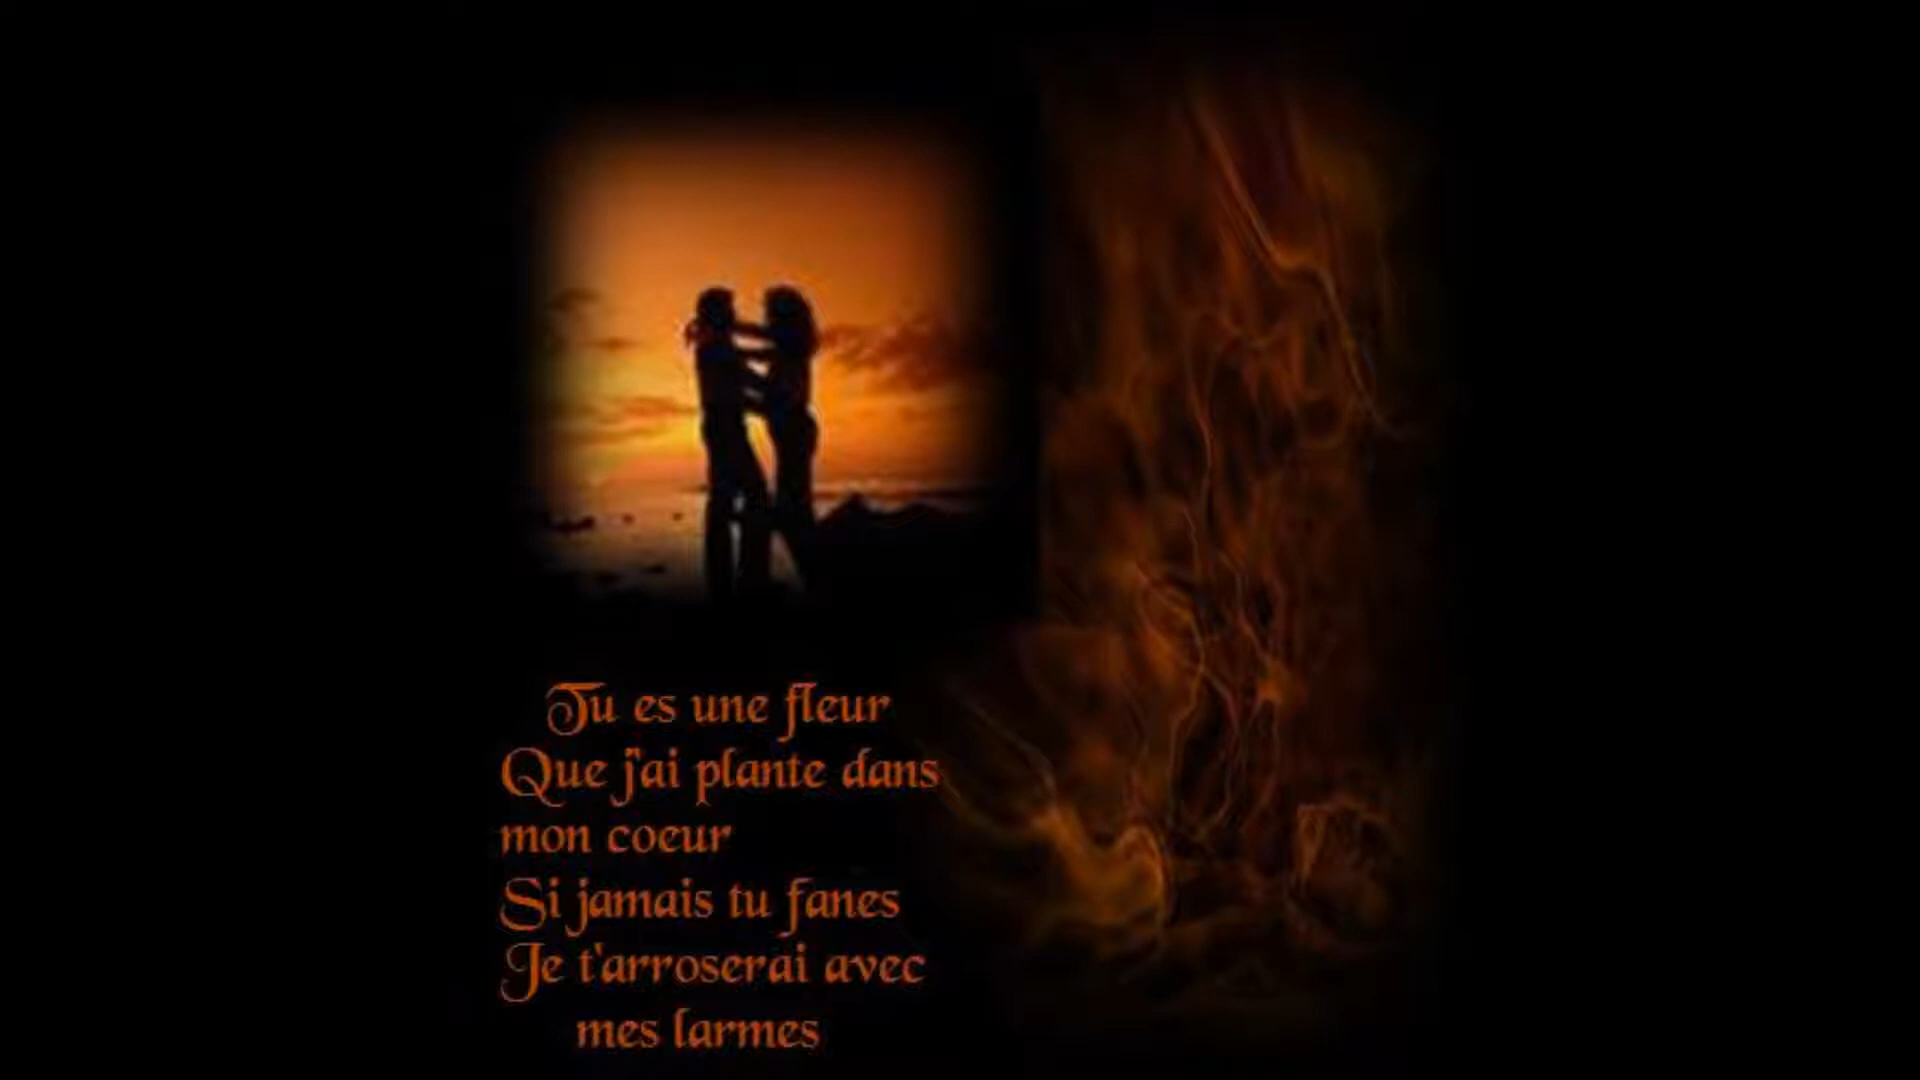 Tu es une fleur
Que j'ai plante dans
mon coeur
Si jamais tu fanes
Je t'arroserai avec
mes larmes